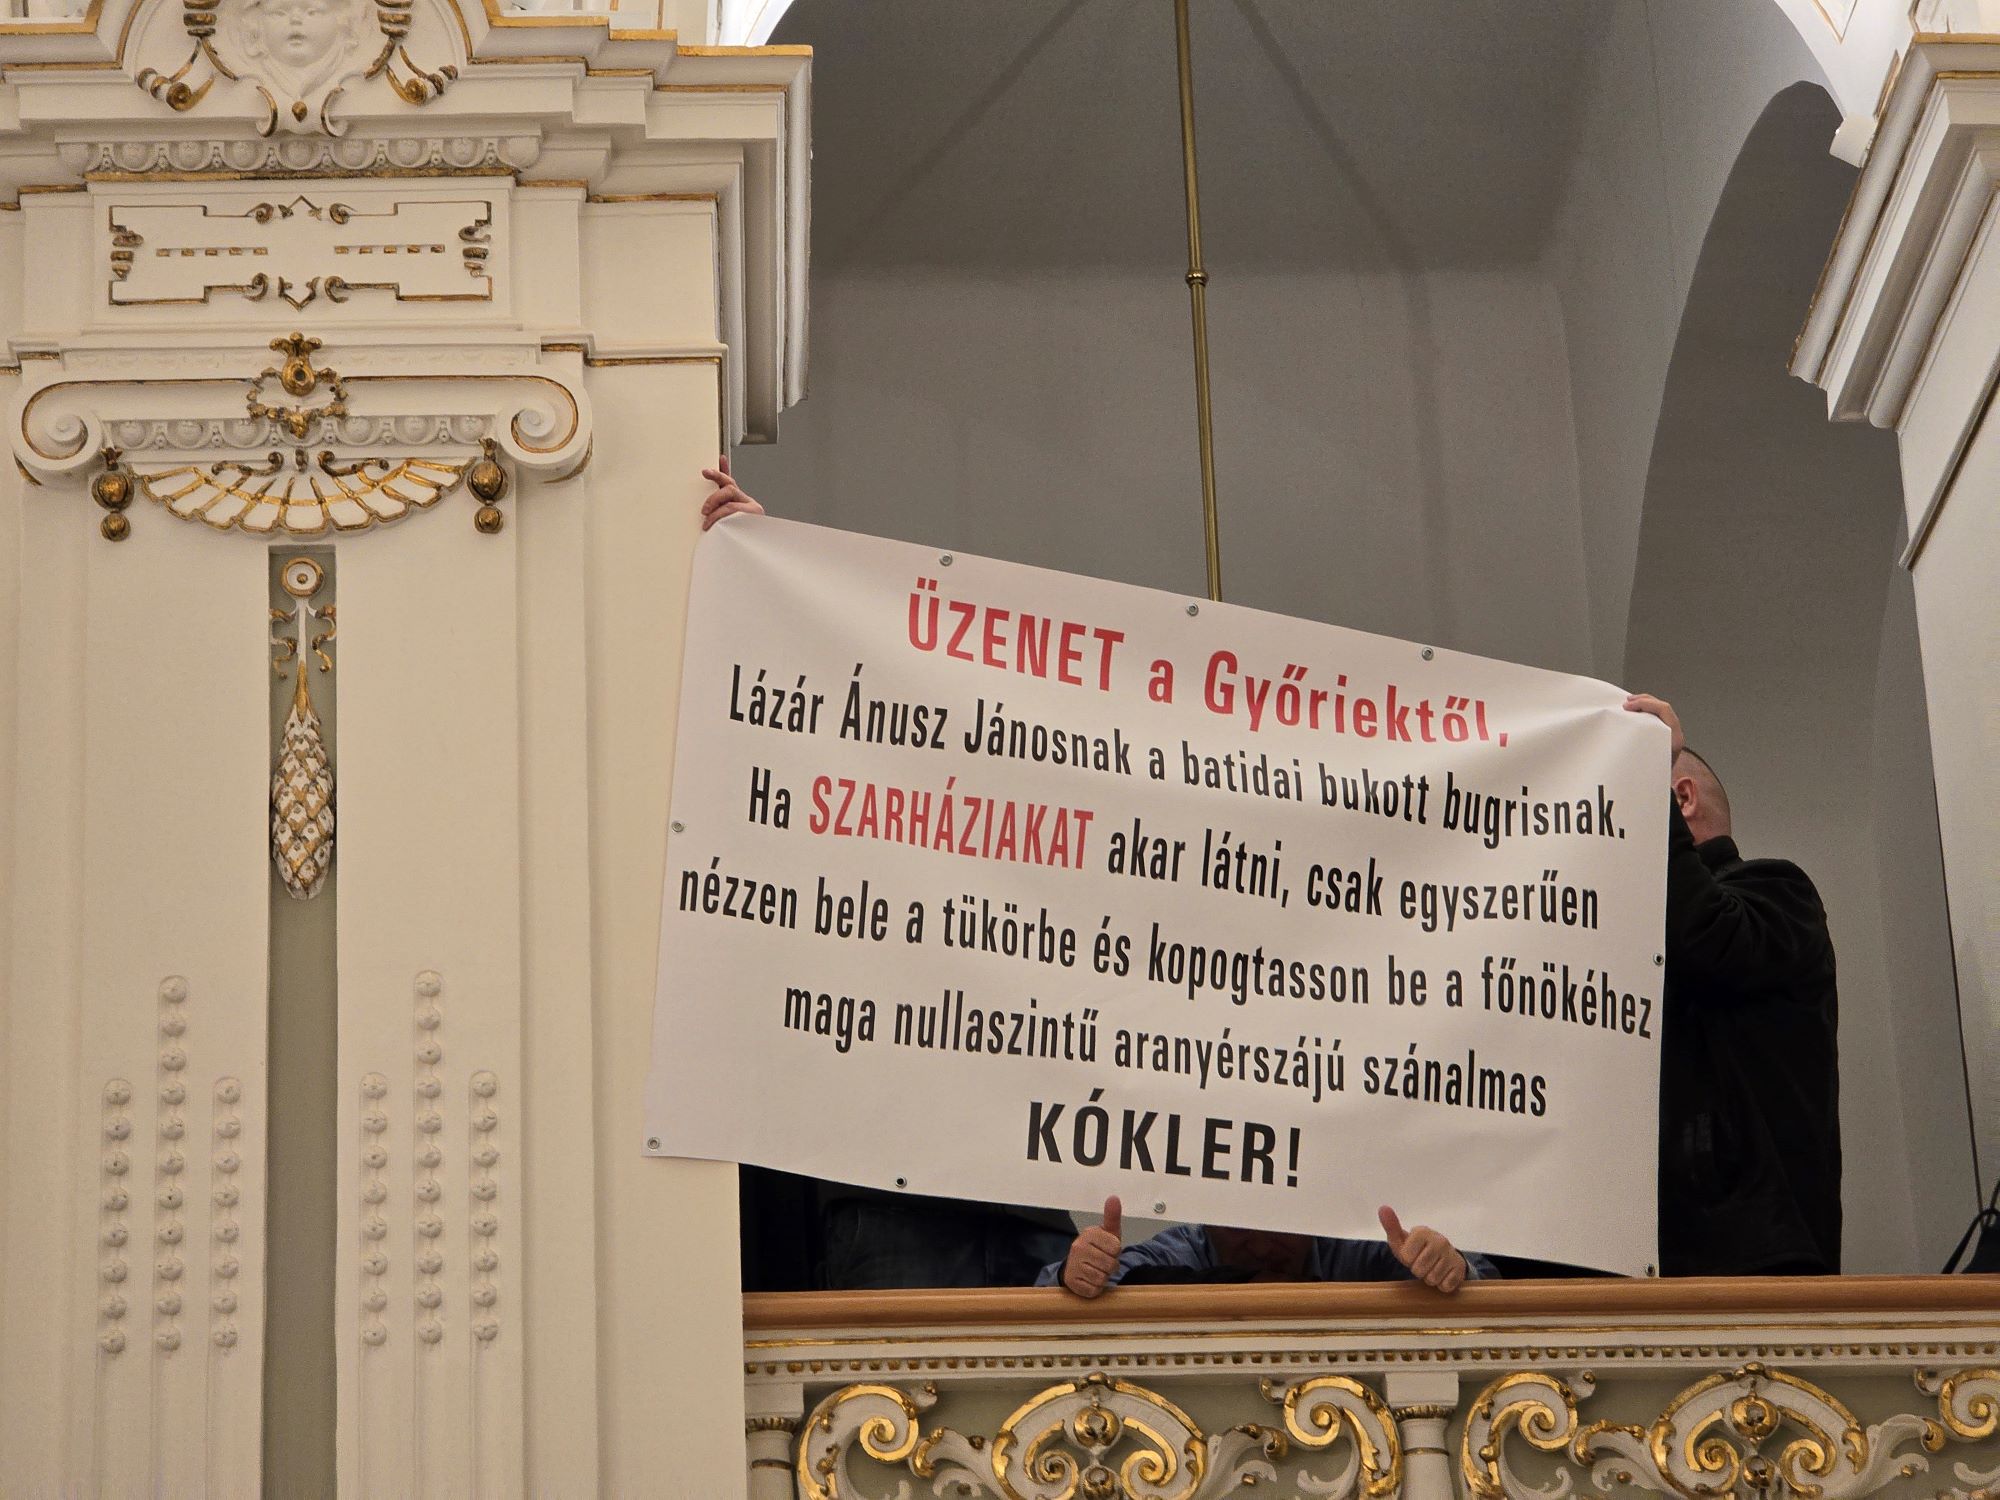 ÜZENET a Győriektől,
Lázár Ánusz Jánosnak a batidai bukott bugrisnak.
Ha SZARHÁZIAKAT akar látni, csak egyszerűen
nézzen bele a tükörbe és kopogtasson be a főnökéhez
maga nullaszintű aranyérszájú szánalmas
KÓKLER!